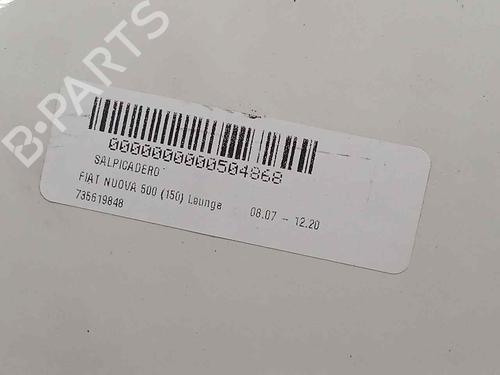 B-PARTS
0000000000504868
SALPICADERO
FIAT NUOVA 500 (150) Lounge 08.07 - 12.20
735619848